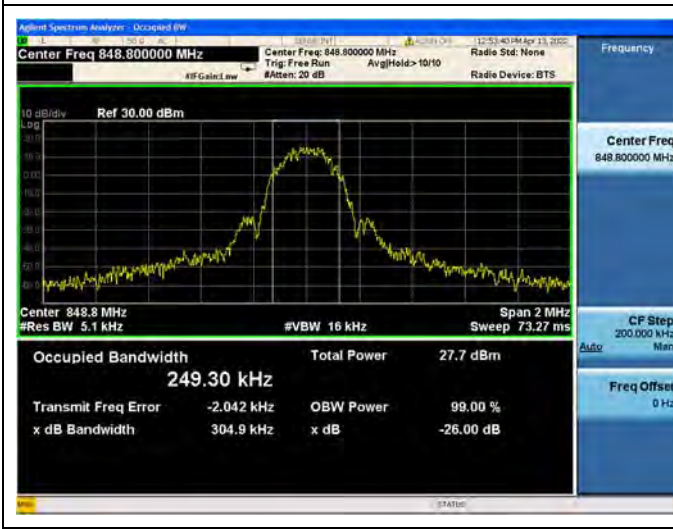 Agilent Spectrum Analyzer - Occupied BW
Center Freq 848.800000 MHz
Center Freq: 848.800000 MHz
Trig: Free Run Avg|Hold:> 10/10
#IFGain:Low #Atten: 20 dB
12:53:40 PM Apr 13, 2022
Radio Std: None
Radio Device: BTS
10 dB/div Ref 30.00 dBm
Log
Center 848.8 MHz Span 2 MHz
#Res BW 5.1 kHz #VBW 16 kHz Sweep 73.27 ms
Occupied Bandwidth Total Power 27.7 dBm
249.30 kHz
Transmit Freq Error -2.042 kHz OBW Power 99.00 %
x dB Bandwidth 304.9 kHz x dB -26.00 dB
STATUS
Frequency
Center Freq
848.800000 MHz
CF Step
200.000 kHz
Auto Man
Freq Offset
0 Hz